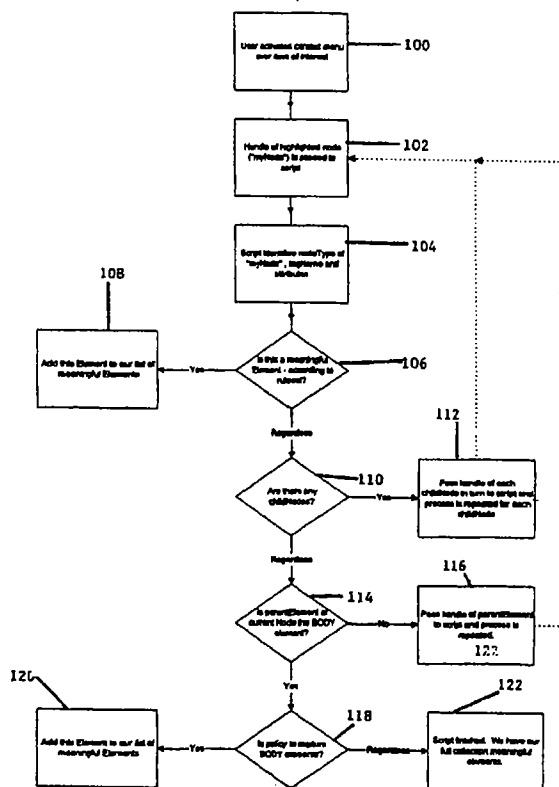 User activates context menu
over item of interest
100
Handle of highlighted node
("myNode") is passed to
script
102
Script identifies nodeType of
"myNode", tagName and
attributes
104
108
Add this Element to our list of
meaningful Elements
Yes
Is this a meaningful
Element - according to
ruleset?
106
Regardless
110
Are there any
childNodes?
Yes
112
Pass handle of each
childNode in turn to script and
process is repeated for each
childNode
Regardless
114
Is parentElement of
current Node the BODY
element?
No
116
Pass handle of parentElement
to script and process is
repeated.
122
Yes
120
Add this Element to our list of
meaningful Elements
Yes
118
Is policy to capture
BODY elements?
Regardless
122
Script finished. We have our
full collection meaningful
elements.